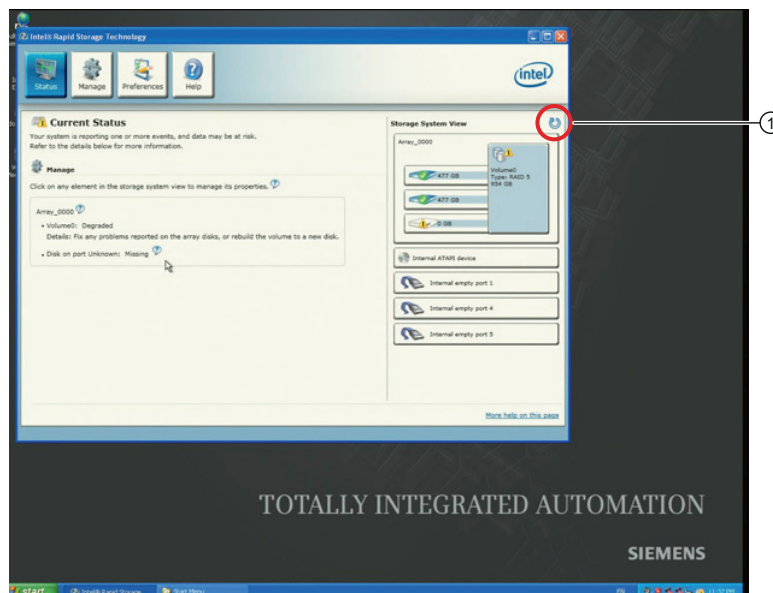 Intel® Rapid Storage Technology
Status
Manage
Preferences
Help
intel
Current Status
Your system is reporting one or more events, and data may be at risk.
Refer to the details below for more information.
Manage
Click on any element in the storage system view to manage its properties.
Array_0000
• Volume0: Degraded
Details: Fix any problems reported on the array disks, or rebuild the volume to a new disk.
• Disk on port Unknown: Missing
Storage System View
1
Array_0000
477 GB
477 GB
0 GB
Volume0
Type: RAID 5
954 GB
Internal ATAPI device
Internal empty port 1
Internal empty port 4
Internal empty port 5
More help on this page
TOTALLY INTEGRATED AUTOMATION
SIEMENS
start
Intel® Rapid Storage
Start Menu
EN
11:37 PM